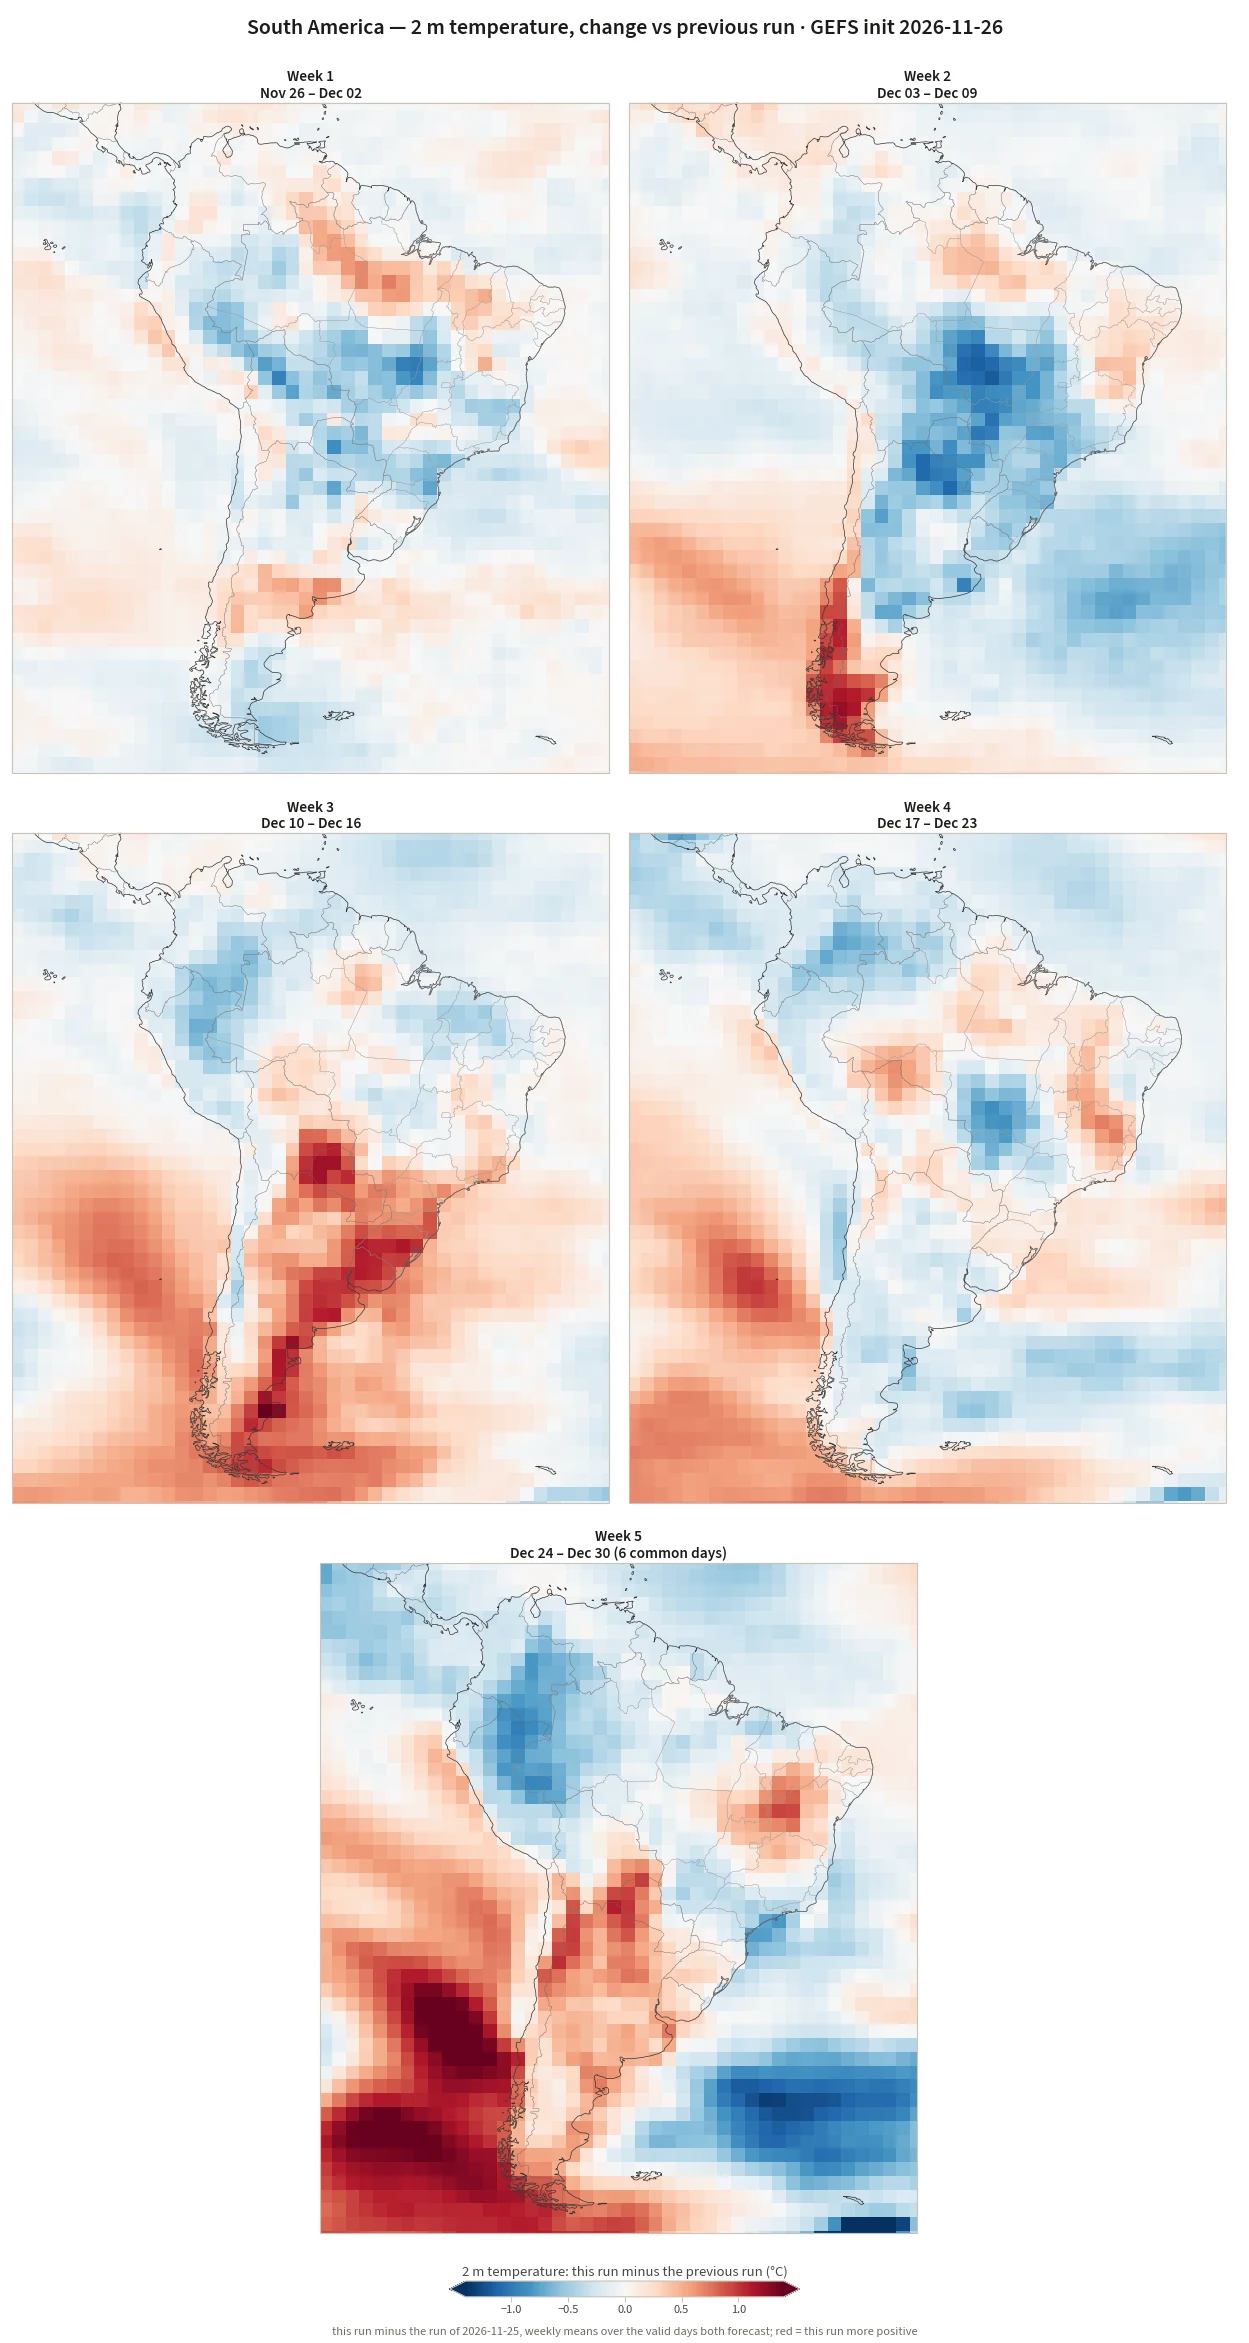 South America — 2 m temperature, change vs previous run · GEFS init 2026-11-26
Week 1
Nov 26 – Dec 02
Week 2
Dec 03 – Dec 09
Week 3
Dec 10 – Dec 16
Week 4
Dec 17 – Dec 23
Week 5
Dec 24 – Dec 30 (6 common days)
2 m temperature: this run minus the previous run (°C)
−1.0 −0.5 0.0 0.5 1.0
this run minus the run of 2026-11-25, weekly means over the valid days both forecast; red = this run more positive